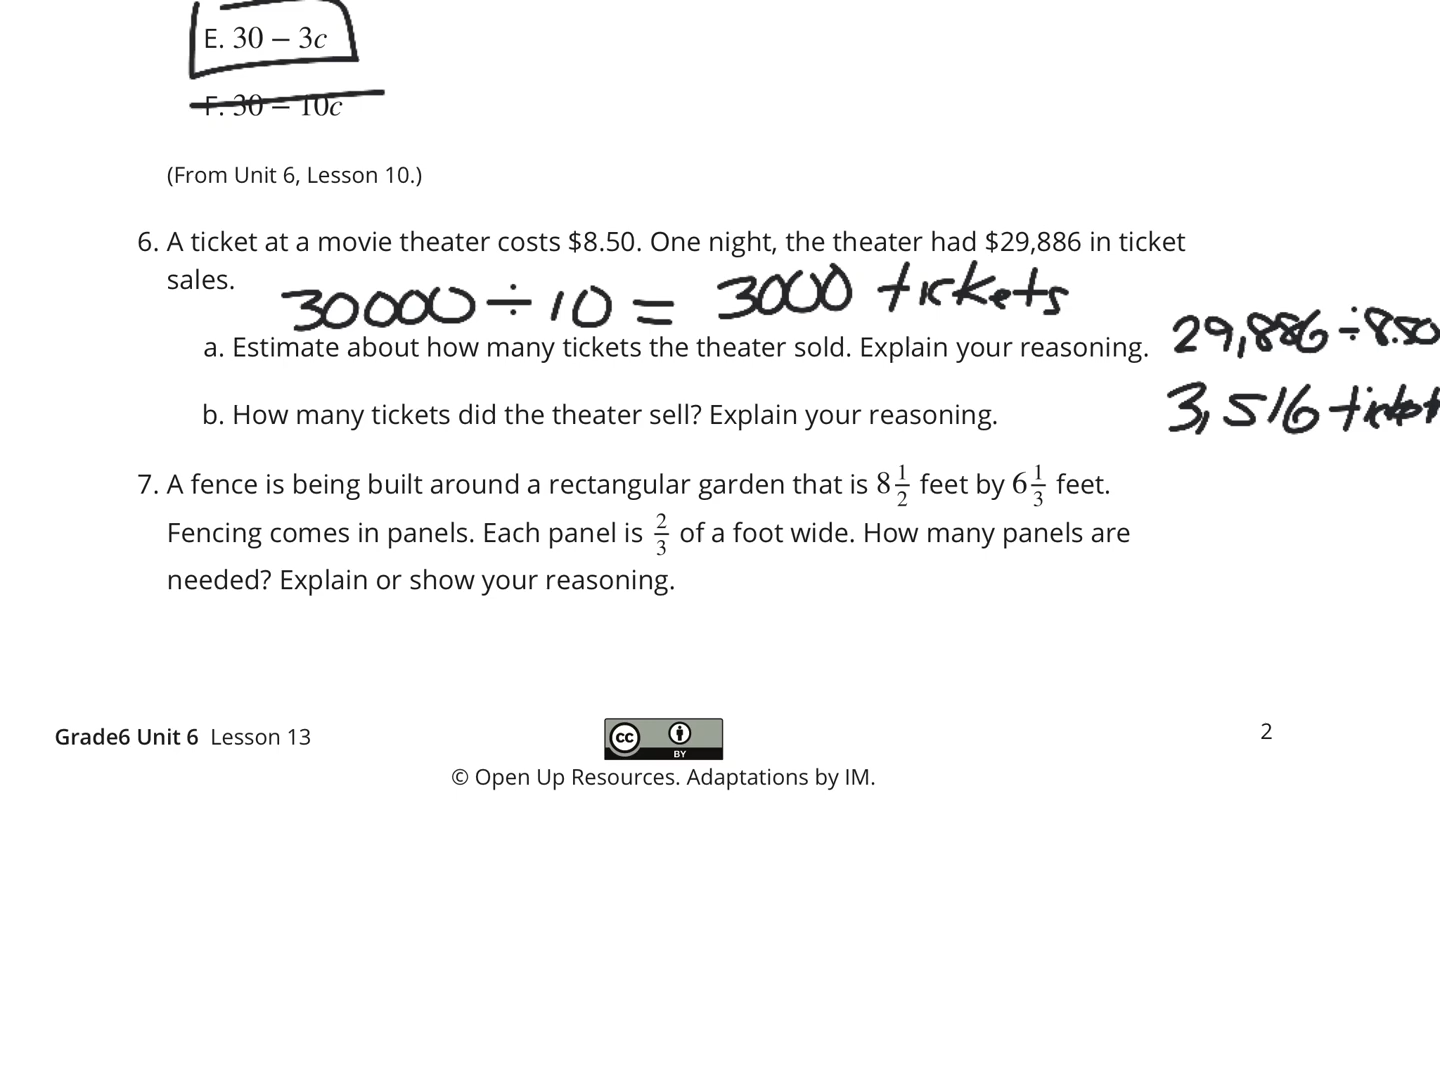 E. 30 − 3c
F. 30 − 10c
(From Unit 6, Lesson 10.)
6. A ticket at a movie theater costs $8.50. One night, the theater had $29,886 in ticket
sales.
30000 ÷ 10 = 3000 tickets
a. Estimate about how many tickets the theater sold. Explain your reasoning.
29,886 ÷ 8.50
b. How many tickets did the theater sell? Explain your reasoning.
3,516 ticket
7. A fence is being built around a rectangular garden that is 8 1/2 feet by 6 1/3 feet.
Fencing comes in panels. Each panel is 2/3 of a foot wide. How many panels are
needed? Explain or show your reasoning.
Grade6 Unit 6 Lesson 13
cc
BY
2
© Open Up Resources. Adaptations by IM.